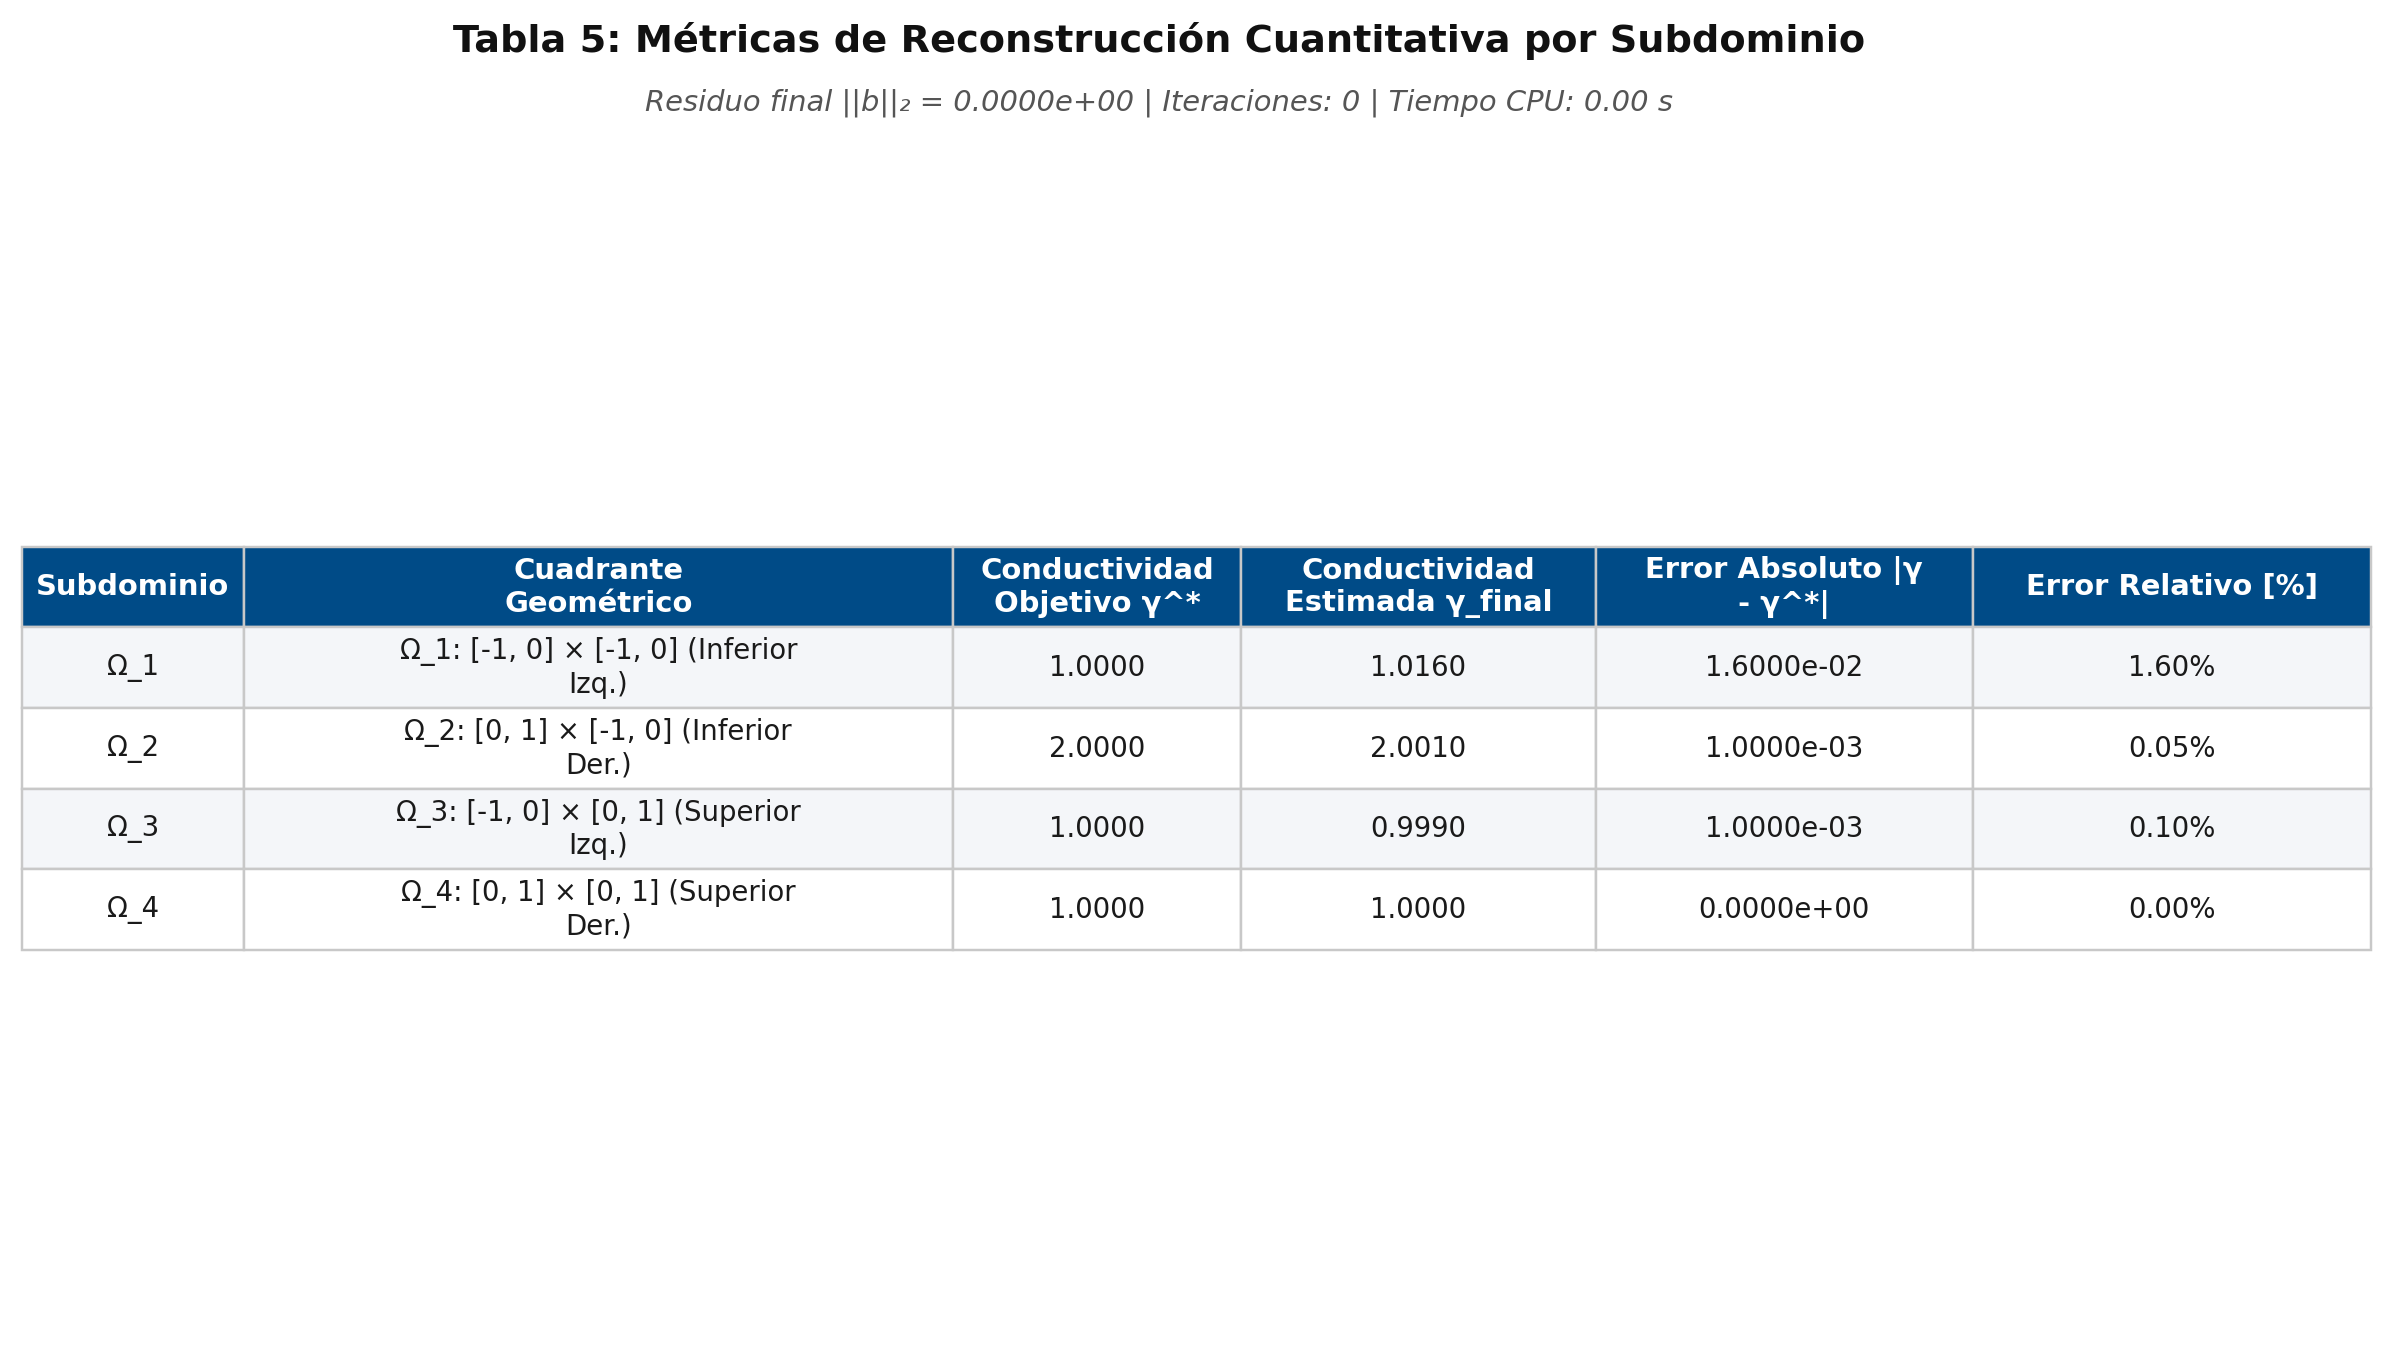 Tabla 5: Métricas de Reconstrucción Cuantitativa por Subdominio
Residuo final ||b||₂ = 0.0000e+00 | Iteraciones: 0 | Tiempo CPU: 0.00 s
Subdominio
Cuadrante
Geométrico
Conductividad
Objetivo γ^*
Conductividad
Estimada γ_final
Error Absoluto |γ
- γ^*|
Error Relativo [%]
Ω_1
Ω_1: [-1, 0] × [-1, 0] (Inferior
Izq.)
1.0000
1.0160
1.6000e-02
1.60%
Ω_2
Ω_2: [0, 1] × [-1, 0] (Inferior
Der.)
2.0000
2.0010
1.0000e-03
0.05%
Ω_3
Ω_3: [-1, 0] × [0, 1] (Superior
Izq.)
1.0000
0.9990
1.0000e-03
0.10%
Ω_4
Ω_4: [0, 1] × [0, 1] (Superior
Der.)
1.0000
1.0000
0.0000e+00
0.00%